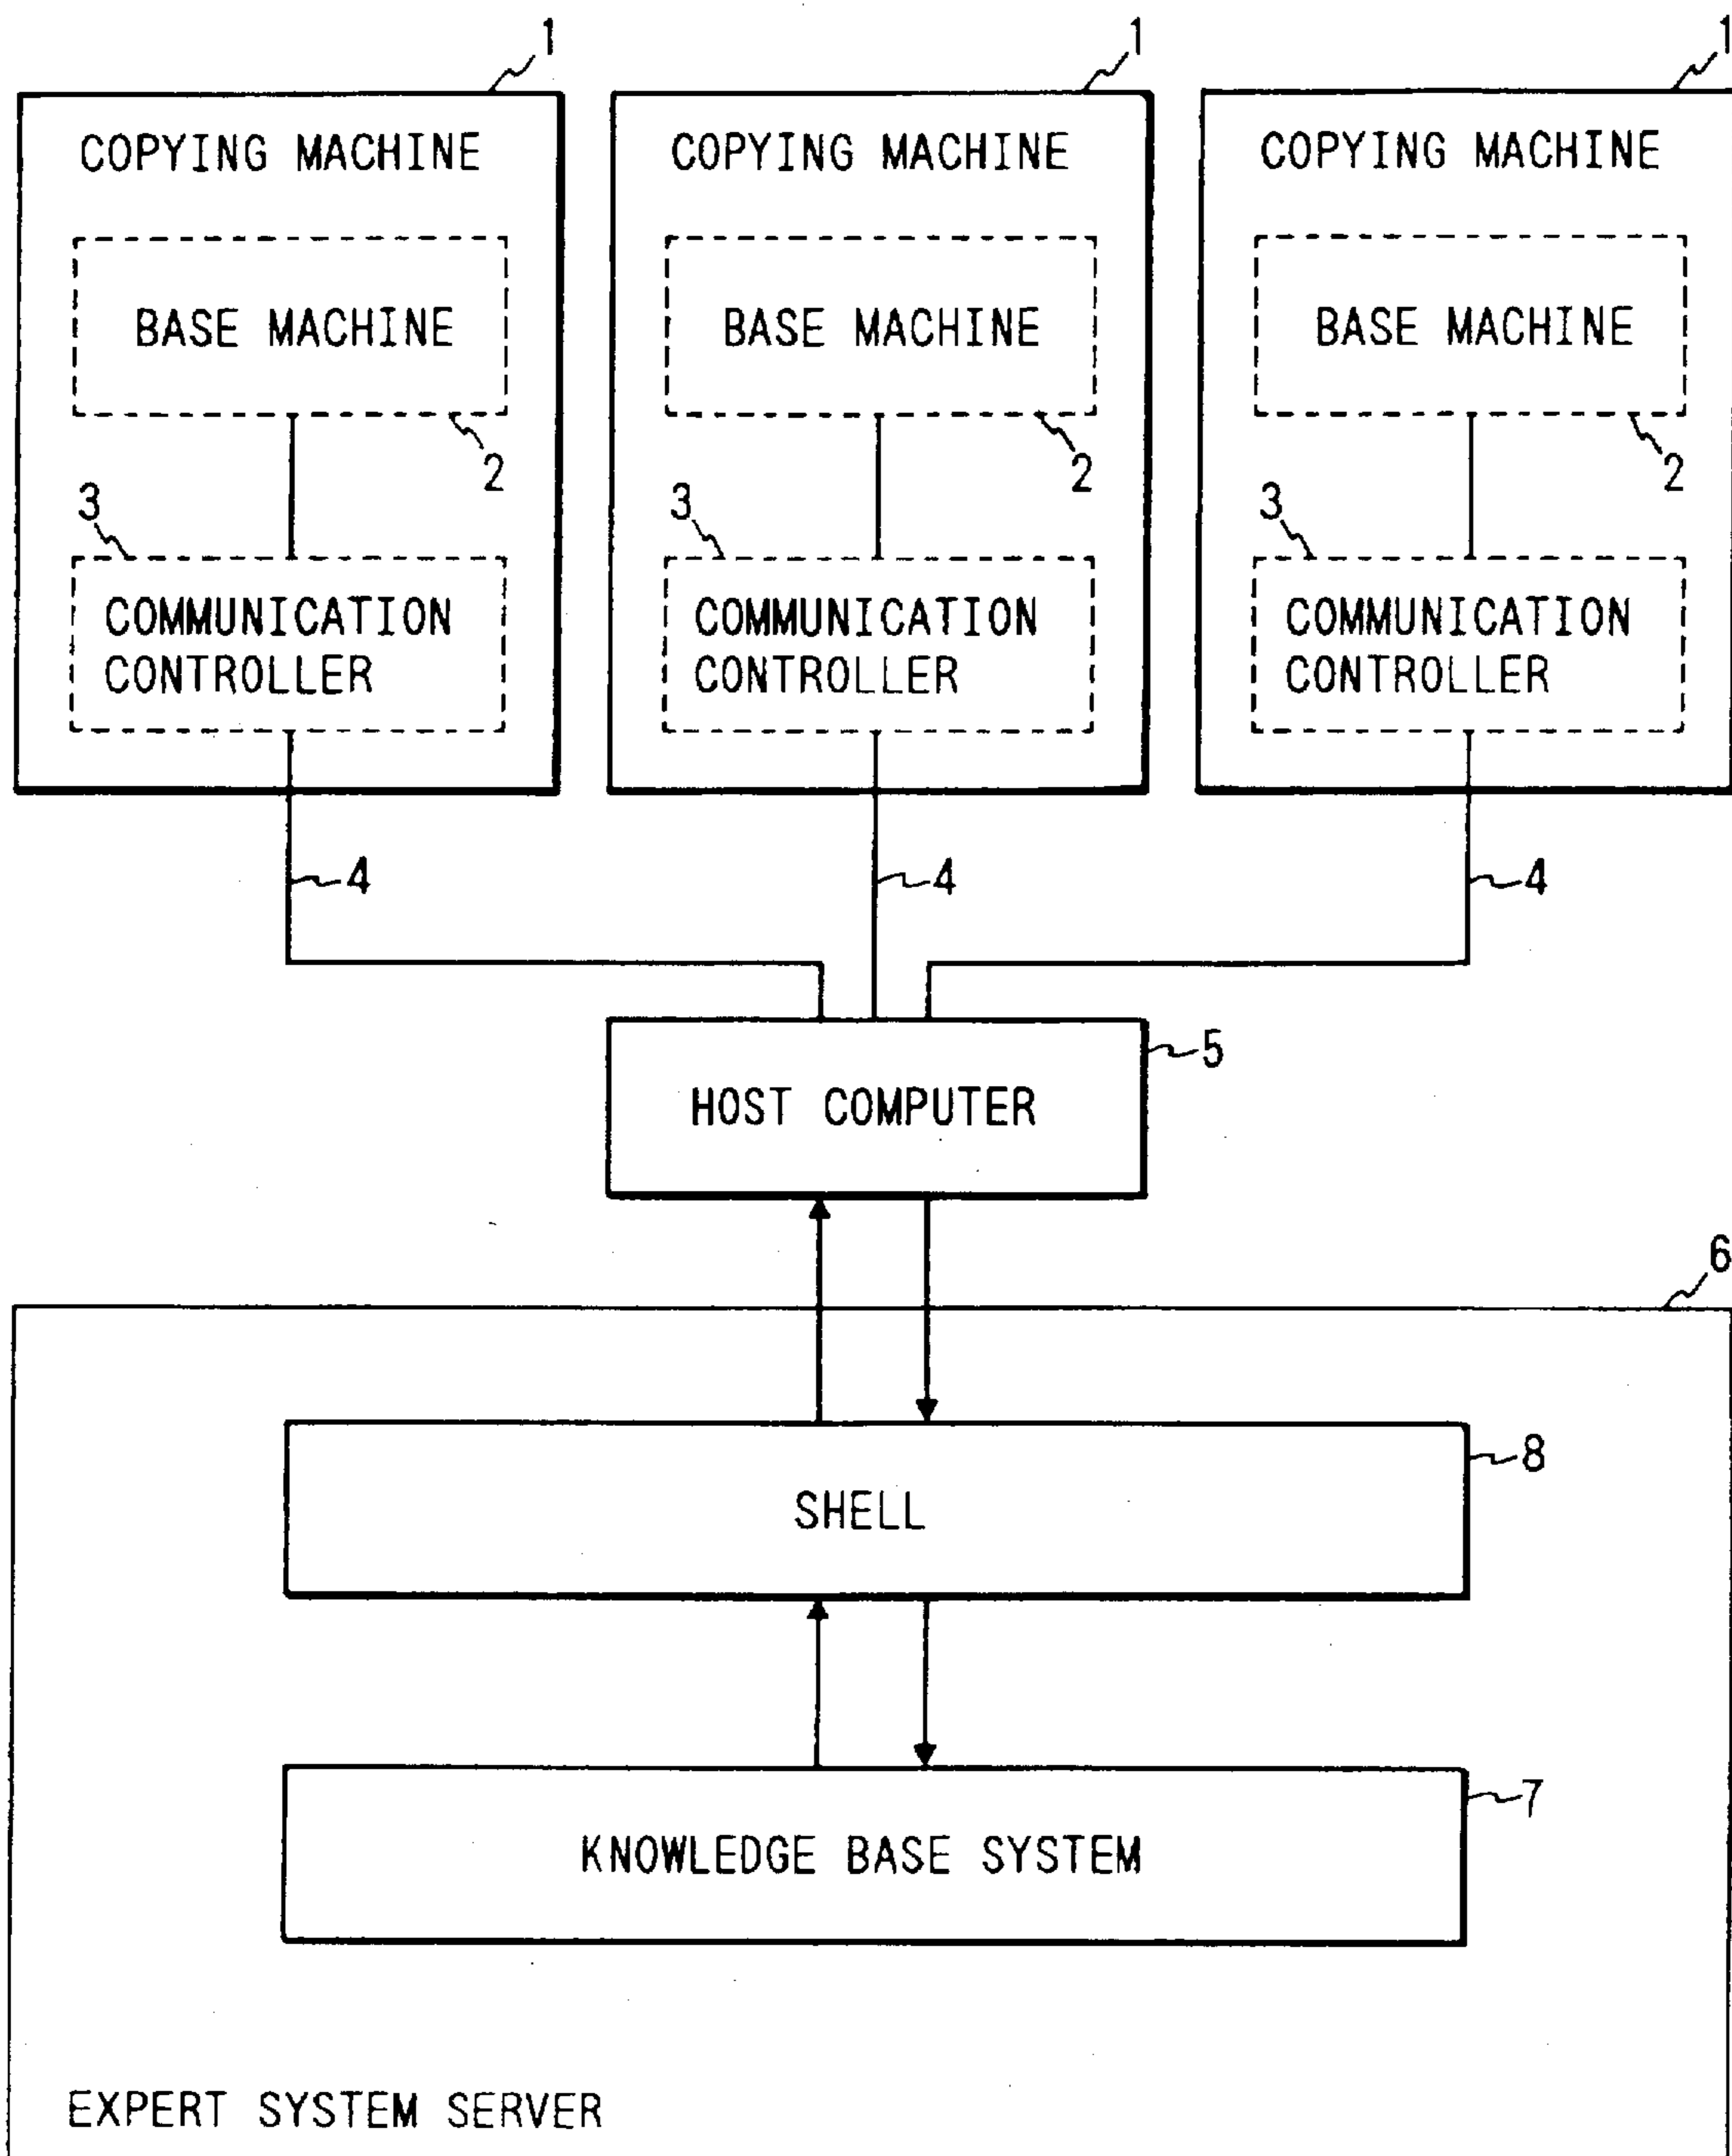 1 1 1
COPYING MACHINE COPYING MACHINE COPYING MACHINE
BASE MACHINE BASE MACHINE BASE MACHINE
2 2 2
3 3 3
COMMUNICATION COMMUNICATION COMMUNICATION
CONTROLLER CONTROLLER CONTROLLER
4 4 4
5
HOST COMPUTER
6
8
SHELL
7
KNOWLEDGE BASE SYSTEM
EXPERT SYSTEM SERVER